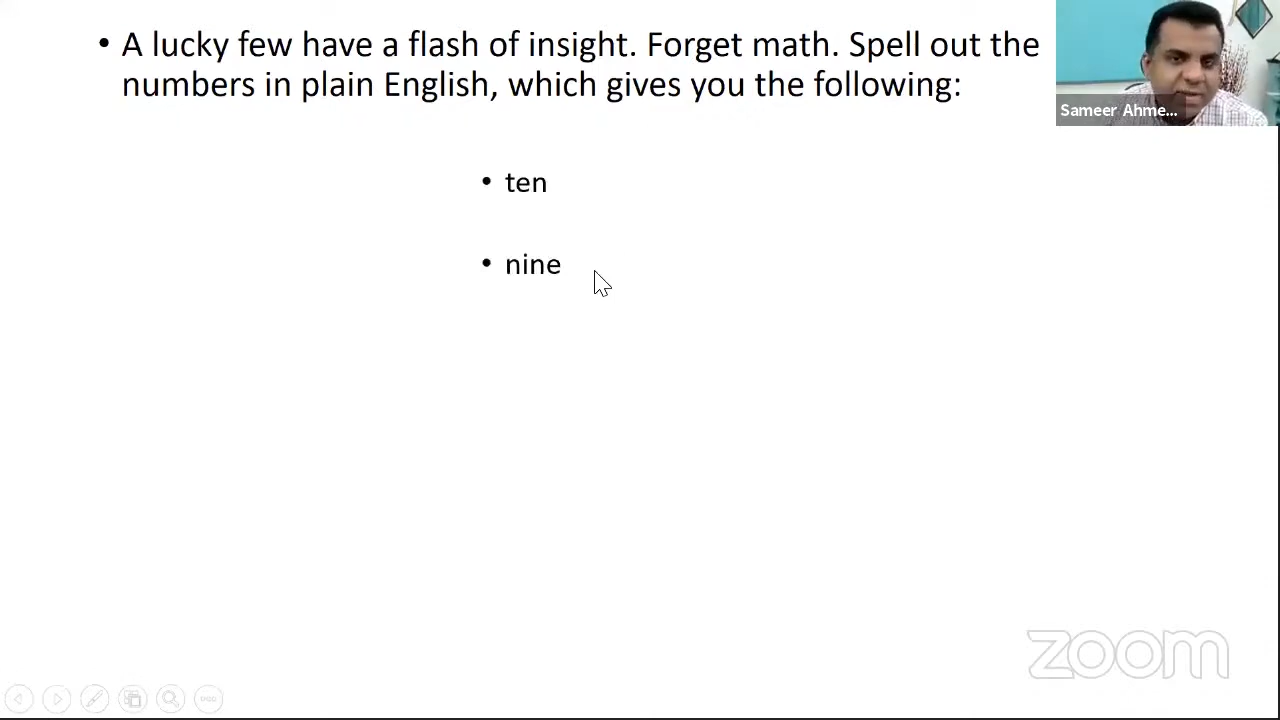 • A lucky few have a flash of insight. Forget math. Spell out the
numbers in plain English, which gives you the following:
• ten
• nine
Sameer Ahme...
zoom